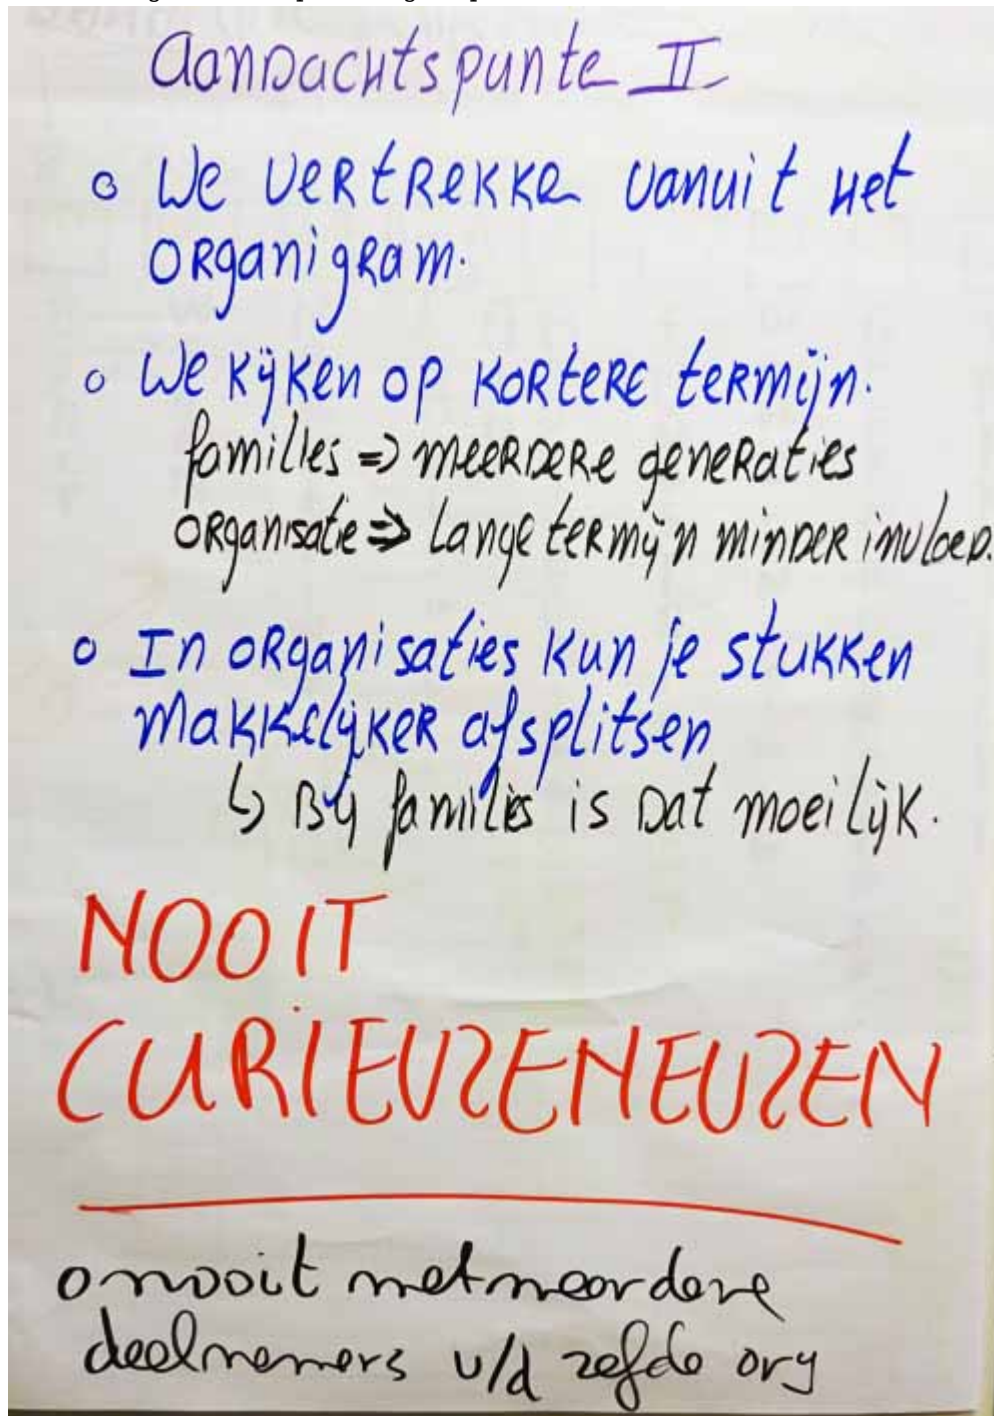 Aandachtspunte II
o We vertrekke vanuit het
organigram.
o We kijken op kortere termijn.
families => meerdere generaties
organisatie => Lange termijn minder invloed.
o In organisaties kun je stukken
makkelijker afsplitsen
↳ Bij families is dat moeilijk.
NOOIT
CURIEUZENEUZEN
o nooit met meerdere
deelnemers v/d zefde org